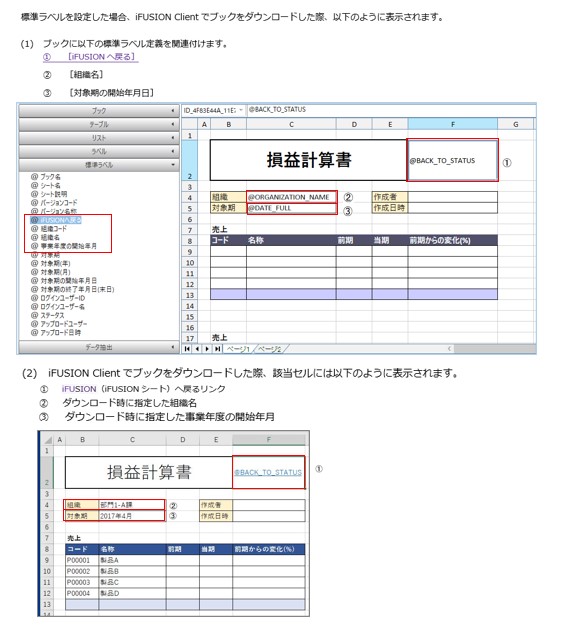 標準ラベルを設定した場合、iFUSION Client でブックをダウンロードした際、以下のように表示されます。
(1) ブックに以下の標準ラベル定義を関連付けます。
① ［iFUSION へ戻る］
② ［組織名］
③ ［対象期の開始年月日］
ブック
テーブル
リスト
ラベル
標準ラベル
@ ブック名
@ シート名
@ シート説明
@ バージョンコード
@ バージョン名称
@ iFUSIONへ戻る
@ 組織コード
@ 組織名
@ 事業年度の開始年月
@ 対象期
@ 対象期(年)
@ 対象期(月)
@ 対象期の開始年月日
@ 対象期の終了年月日(末日)
@ ログインユーザーID
@ ログインユーザー名
@ ステータス
@ アップロードユーザー
@ アップロード日時
データ抽出
@BACK_TO_STATUS
A B C D E F G
1
2 損益計算書 @BACK_TO_STATUS ①
3
4 組織 @ORGANIZATION_NAME ② 作成者
5 対象期 @DATE_FULL ③ 作成日時
6
7 売上
8 コード 名称 前期 当期 前期からの変化(%)
9
10
11
12
13
14
15
16
17 売上
ページ1 ページ2
(2) iFUSION Client でブックをダウンロードした際、該当セルには以下のように表示されます。
① iFUSION（iFUSION シート）へ戻るリンク
② ダウンロード時に指定した組織名
③ ダウンロード時に指定した事業年度の開始年月
A B C D E F
1
2 損益計算書 @BACK_TO_STATUS ①
3
4 組織 部門1-A課 ② 作成者
5 対象期 2017年4月 ③ 作成日時
6
7 売上
8 コード 名称 前期 当期 前期からの変化(%)
9 P00001 製品A
10 P00002 製品B
11 P00003 製品C
12 P00004 製品D
13
14